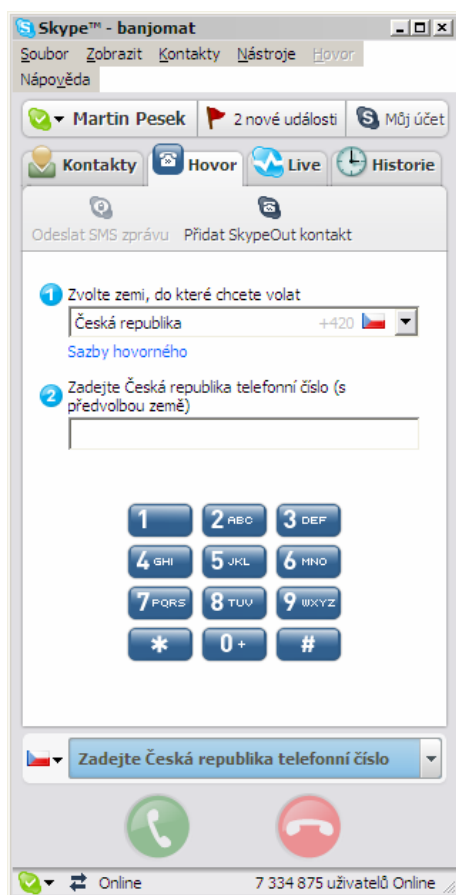 Skype™ - banjomat
Soubor Zobrazit Kontakty Nástroje Hovor
Nápověda
Martin Pesek 2 nové události Můj účet
Kontakty Hovor Live Historie
Odeslat SMS zprávu Přidat SkypeOut kontakt
1 Zvolte zemi, do které chcete volat
Česká republika +420
Sazby hovorného
2 Zadejte Česká republika telefonní číslo (s
předvolbou země)
1 2 ABC 3 DEF
4 GHI 5 JKL 6 MNO
7 PQRS 8 TUV 9 WXYZ
* 0 + #
Zadejte Česká republika telefonní číslo
Online 7 334 875 uživatelů Online